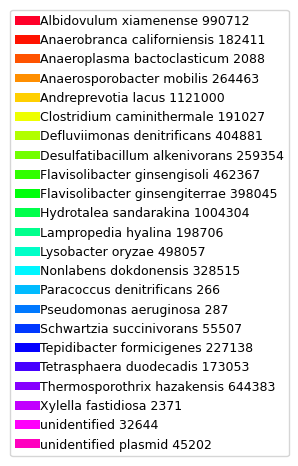 Albidovulum xiamenense 990712
Anaerobranca californiensis 182411
Anaeroplasma bactoclasticum 2088
Anaerosporobacter mobilis 264463
Andreprevotia lacus 1121000
Clostridium caminithermale 191027
Defluviimonas denitrificans 404881
Desulfatibacillum alkenivorans 259354
Flavisolibacter ginsengisoli 462367
Flavisolibacter ginsengiterrae 398045
Hydrotalea sandarakina 1004304
Lampropedia hyalina 198706
Lysobacter oryzae 498057
Nonlabens dokdonensis 328515
Paracoccus denitrificans 266
Pseudomonas aeruginosa 287
Schwartzia succinivorans 55507
Tepidibacter formicigenes 227138
Tetrasphaera duodecadis 173053
Thermosporothrix hazakensis 644383
Xylella fastidiosa 2371
unidentified 32644
unidentified plasmid 45202